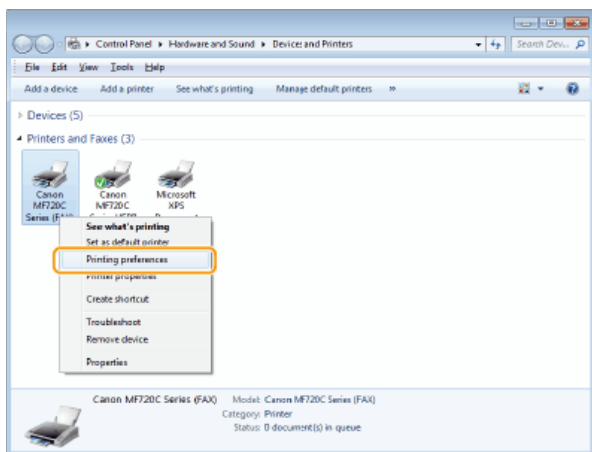 Control Panel ▸ Hardware and Sound ▸ Devices and Printers
Search Dev...
File Edit View Tools Help
Add a device Add a printer See what's printing Manage default printers »
Devices (5)
Printers and Faxes (3)
Canon MF720C Series
Canon MF720C
Microsoft XPS
See what's printing
Set as default printer
Printing preferences
Printer properties
Create shortcut
Troubleshoot
Remove device
Properties
Canon MF720C Series (FAX)
Model: Canon MF720C Series (FAX)
Category: Printer
Status: 0 document(s) in queue